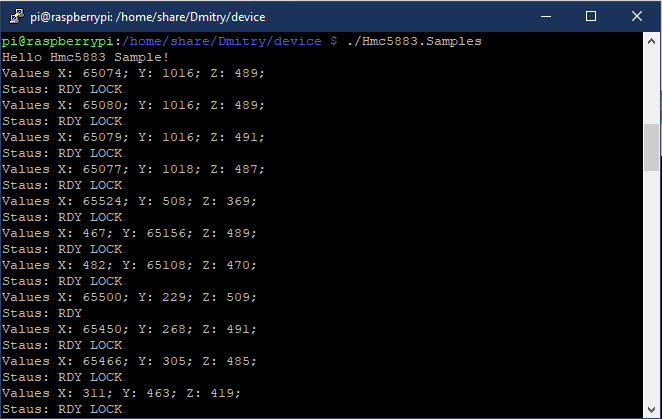 pi@raspberrypi: /home/share/Dmitry/device
pi@raspberrypi:/home/share/Dmitry/device $ ./Hmc5883.Samples
Hello Hmc5883 Sample!
Values X: 65074; Y: 1016; Z: 489;
Staus: RDY LOCK
Values X: 65080; Y: 1016; Z: 489;
Staus: RDY LOCK
Values X: 65079; Y: 1016; Z: 491;
Staus: RDY LOCK
Values X: 65077; Y: 1018; Z: 487;
Staus: RDY LOCK
Values X: 65524; Y: 508; Z: 369;
Staus: RDY LOCK
Values X: 467; Y: 65156; Z: 489;
Staus: RDY LOCK
Values X: 482; Y: 65108; Z: 470;
Staus: RDY LOCK
Values X: 65500; Y: 229; Z: 509;
Staus: RDY
Values X: 65450; Y: 268; Z: 491;
Staus: RDY LOCK
Values X: 65466; Y: 305; Z: 485;
Staus: RDY LOCK
Values X: 311; Y: 463; Z: 419;
Staus: RDY LOCK